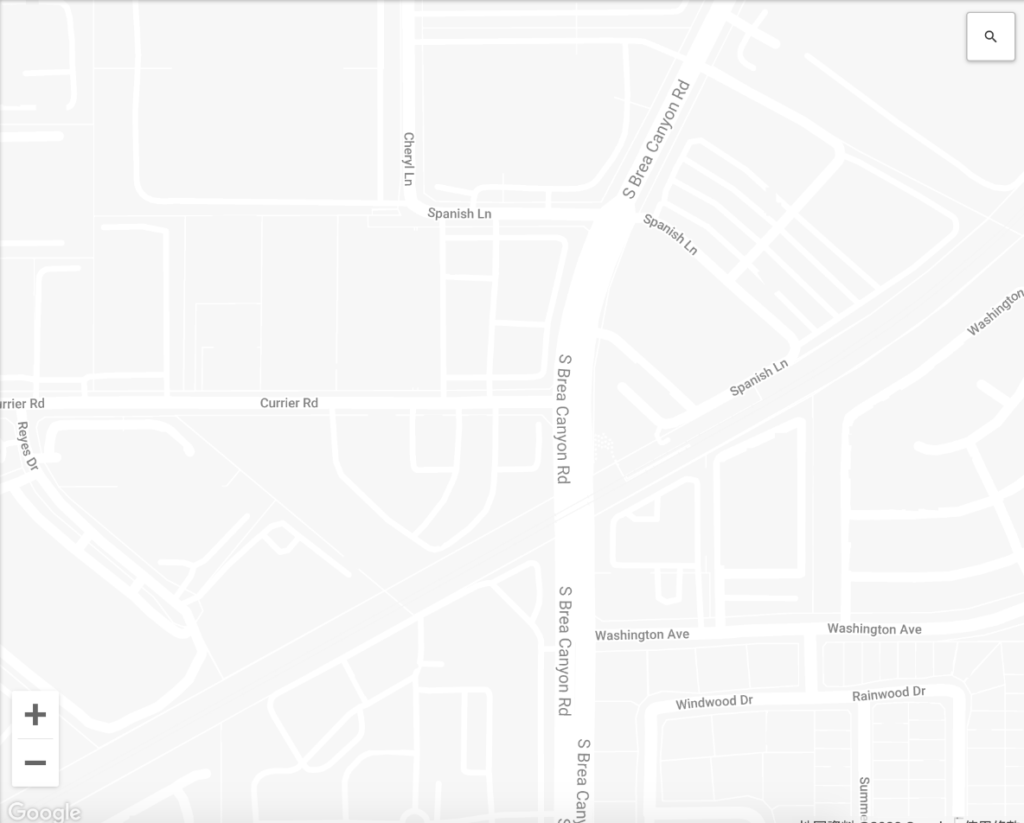 S Brea Canyon Rd
Cheryl Ln
Spanish Ln
Spanish Ln
Washington
Spanish Ln
S Brea Canyon Rd
urrier Rd
Currier Rd
Reyes Dr
S Brea Canyon Rd
Washington Ave
Washington Ave
Windwood Dr
Rainwood Dr
S Brea Cany
Summe
Google